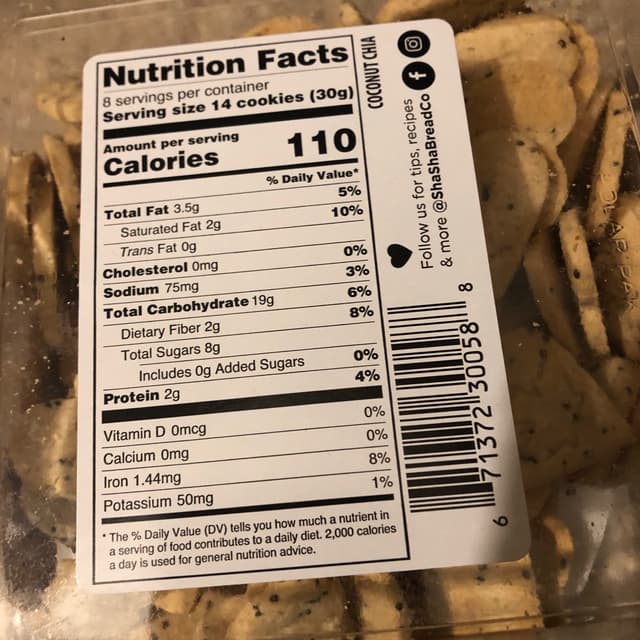 Nutrition Facts
8 servings per container
Serving size 14 cookies (30g)
Amount per serving
Calories 110
% Daily Value*
Total Fat 3.5g 5%
Saturated Fat 2g 10%
Trans Fat 0g
Cholesterol 0mg 0%
Sodium 75mg 3%
Total Carbohydrate 19g 6%
Dietary Fiber 2g 8%
Total Sugars 8g
Includes 0g Added Sugars 0%
Protein 2g 4%
Vitamin D 0mcg 0%
Calcium 0mg 0%
Iron 1.44mg 8%
Potassium 50mg 1%
* The % Daily Value (DV) tells you how much a nutrient in
a serving of food contributes to a daily diet. 2,000 calories
a day is used for general nutrition advice.
COCONUT CHIA
Follow us for tips, recipes
& more @ShaShaBreadCo
6 71372 30058 8